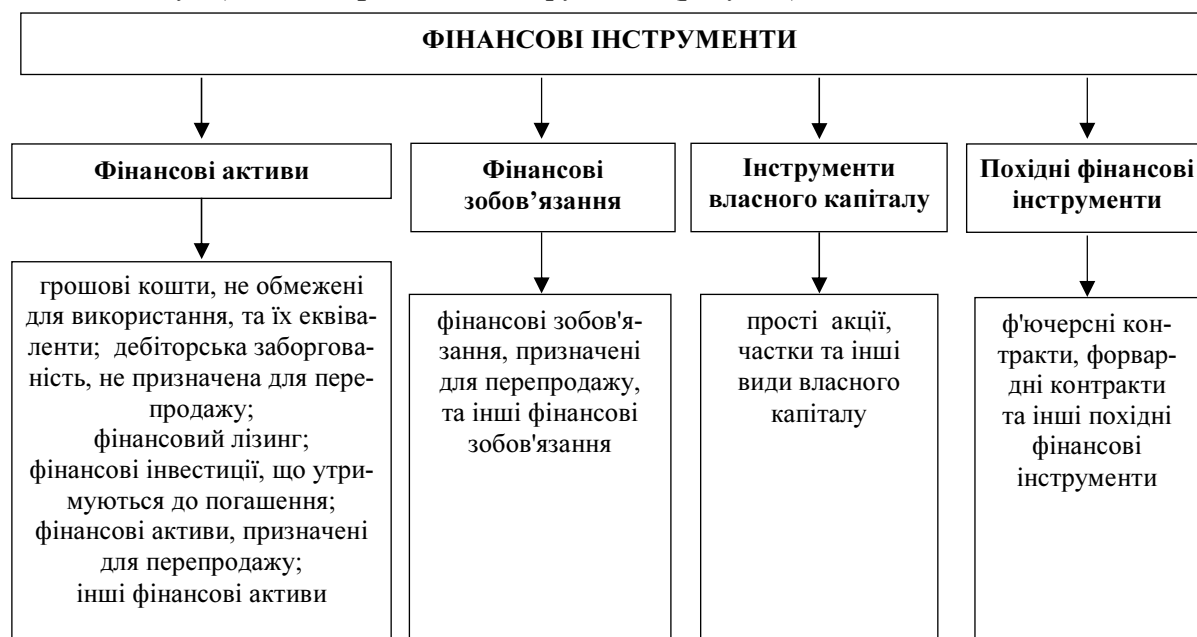 ФІНАНСОВІ ІНСТРУМЕНТИ
Фінансові активи
Фінансові
зобов’язання
Інструменти
власного капіталу
Похідні фінансові
інструменти
грошові кошти, не обмежені
для використання, та їх еквіва-
ленти; дебіторська заборгова-
ність, не призначена для пере-
продажу;
фінансовий лізинг;
фінансові інвестиції, що утри-
муються до погашення;
фінансові активи, призначені
для перепродажу;
інші фінансові активи
фінансові зобов'я-
зання, призначені
для перепродажу,
та інші фінансові
зобов'язання
прості акції,
частки та інші
види власного
капіталу
ф'ючерсні кон-
тракти, форвар-
дні контракти
та інші похідні
фінансові
інструменти